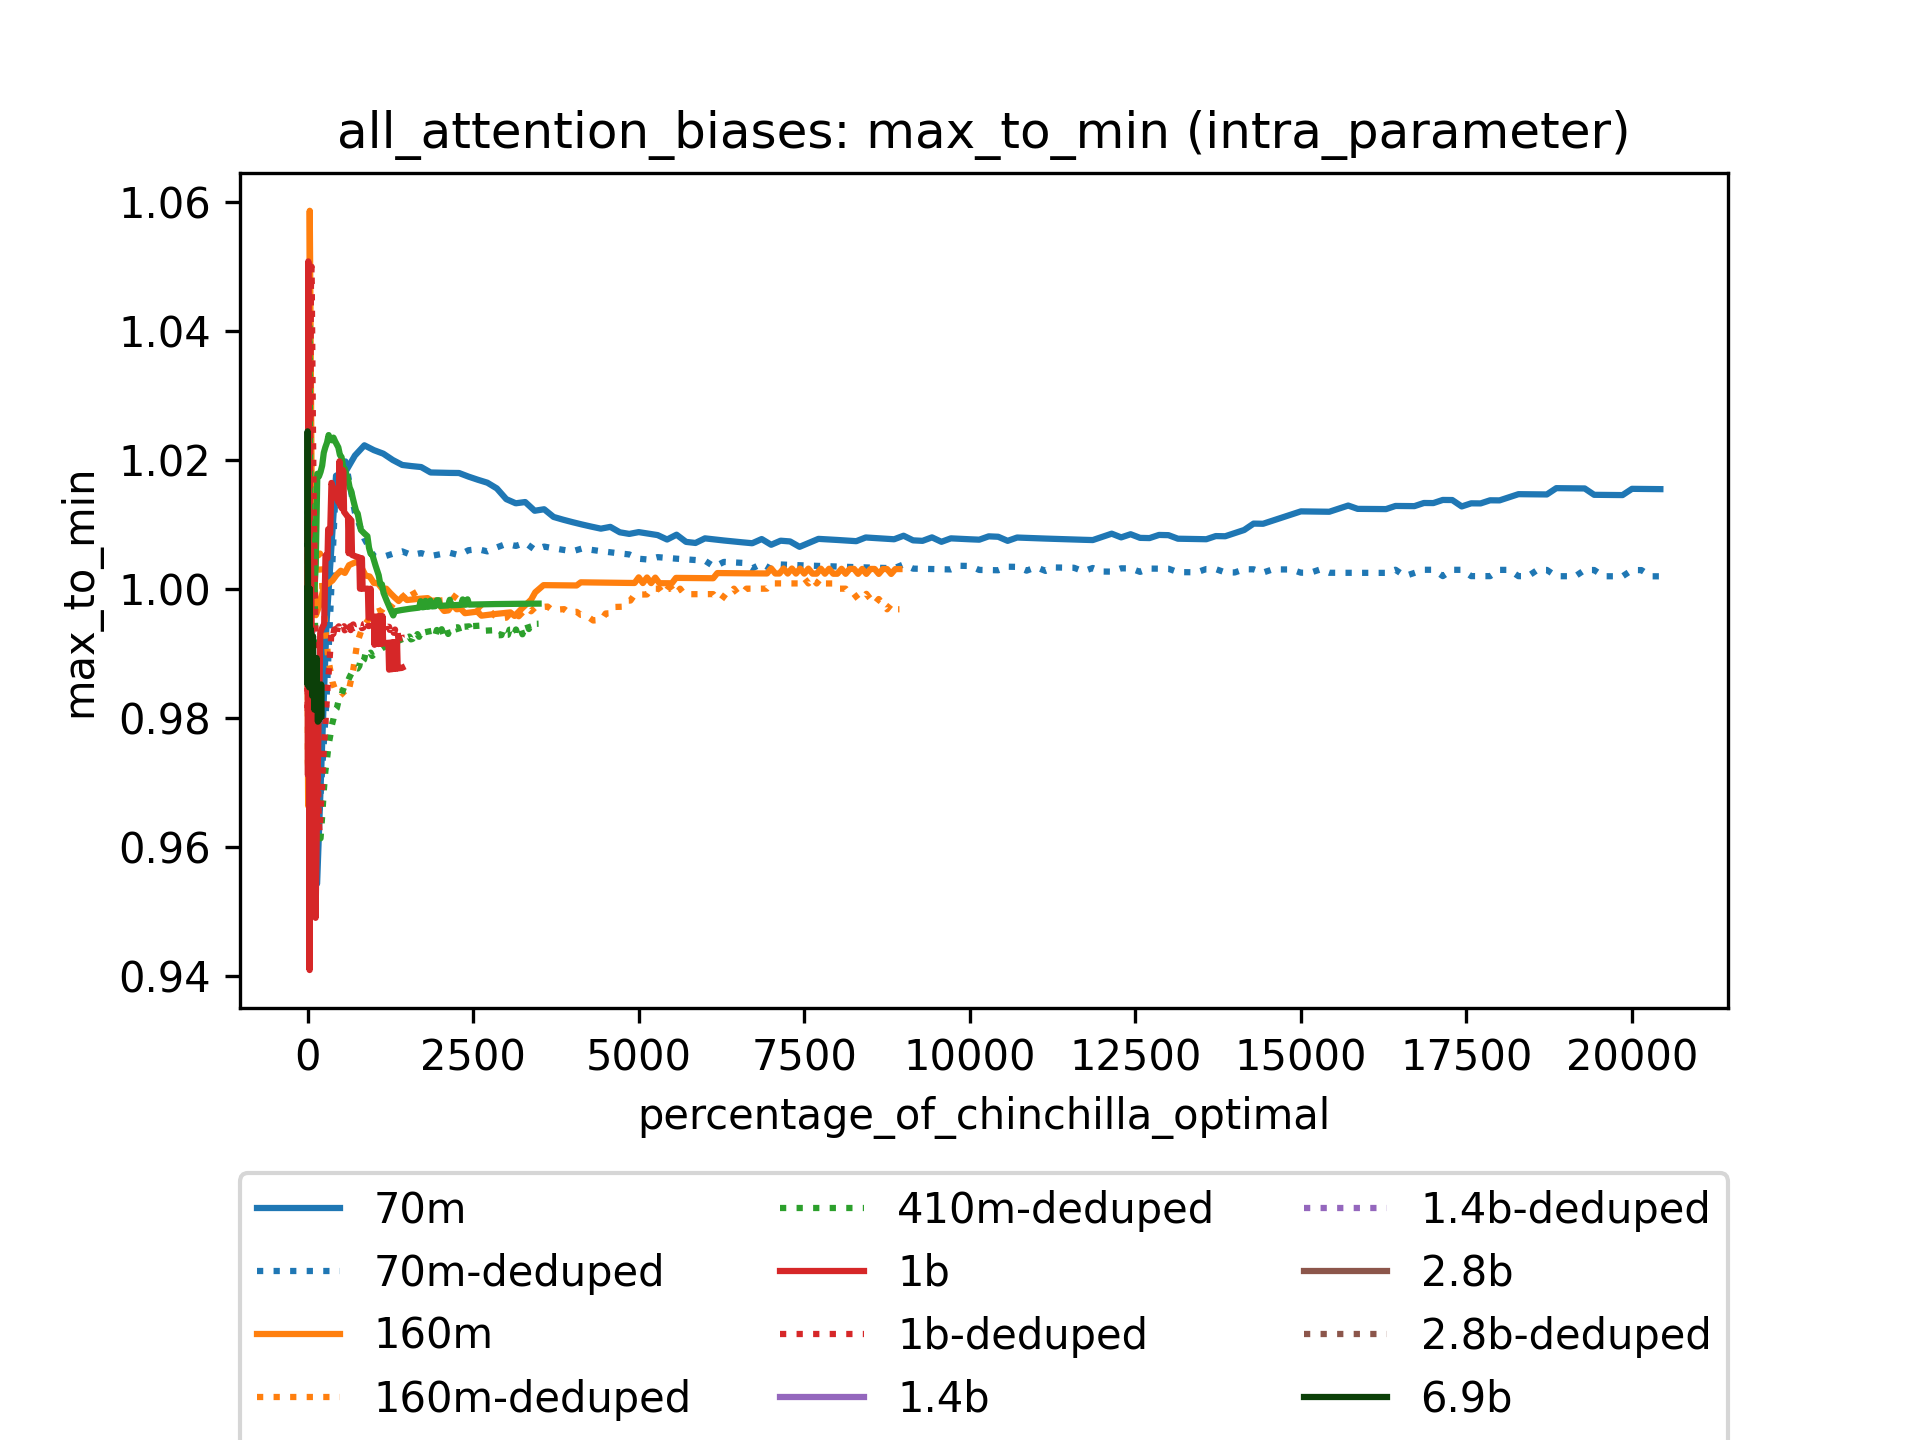 all_attention_biases: max_to_min (intra_parameter)
1.06
1.04
1.02
1.00
0.98
0.96
0.94
max_to_min
0 2500 5000 7500 10000 12500 15000 17500 20000
percentage_of_chinchilla_optimal
70m 410m-deduped 1.4b-deduped
70m-deduped 1b 2.8b
160m 1b-deduped 2.8b-deduped
160m-deduped 1.4b 6.9b